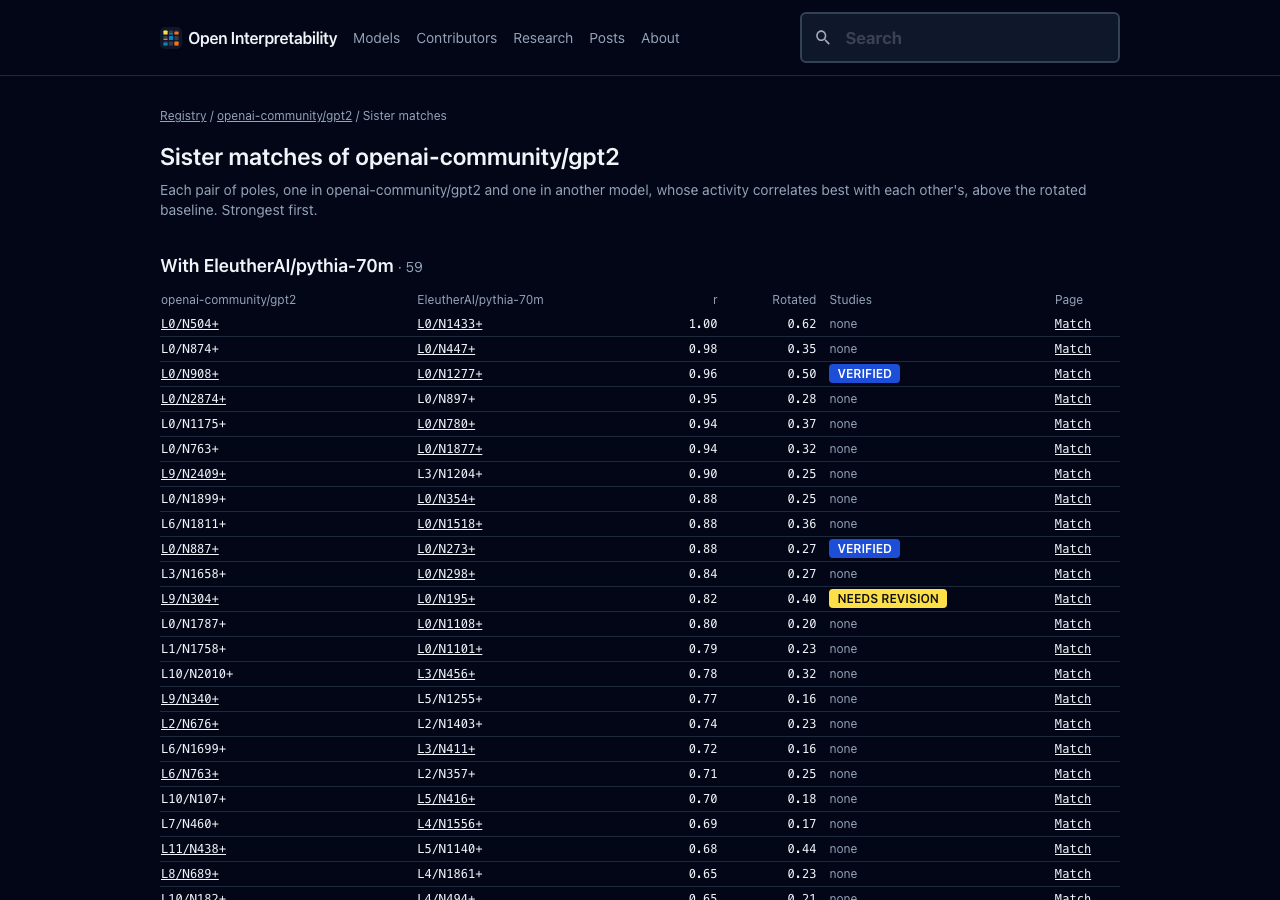 Open Interpretability Models Contributors Research Posts About Search
Registry / openai-community/gpt2 / Sister matches
Sister matches of openai-community/gpt2
Each pair of poles, one in openai-community/gpt2 and one in another model, whose activity correlates best with each other's, above the rotated
baseline. Strongest first.
With EleutherAI/pythia-70m · 59
openai-community/gpt2 EleutherAI/pythia-70m r Rotated Studies Page
L0/N504+ L0/N1433+ 1.00 0.62 none Match
L0/N874+ L0/N447+ 0.98 0.35 none Match
L0/N908+ L0/N1277+ 0.96 0.50 VERIFIED Match
L0/N2874+ L0/N897+ 0.95 0.28 none Match
L0/N1175+ L0/N780+ 0.94 0.37 none Match
L0/N763+ L0/N1877+ 0.94 0.32 none Match
L9/N2409+ L3/N1204+ 0.90 0.25 none Match
L0/N1899+ L0/N354+ 0.88 0.25 none Match
L6/N1811+ L0/N1518+ 0.88 0.36 none Match
L0/N887+ L0/N273+ 0.88 0.27 VERIFIED Match
L3/N1658+ L0/N298+ 0.84 0.27 none Match
L9/N304+ L0/N195+ 0.82 0.40 NEEDS REVISION Match
L0/N1787+ L0/N1108+ 0.80 0.20 none Match
L1/N1758+ L0/N1101+ 0.79 0.23 none Match
L10/N2010+ L3/N456+ 0.78 0.32 none Match
L9/N340+ L5/N1255+ 0.77 0.16 none Match
L2/N676+ L2/N1403+ 0.74 0.23 none Match
L6/N1699+ L3/N411+ 0.72 0.16 none Match
L6/N763+ L2/N357+ 0.71 0.25 none Match
L10/N107+ L5/N416+ 0.70 0.18 none Match
L7/N460+ L4/N1556+ 0.69 0.17 none Match
L11/N438+ L5/N1140+ 0.68 0.44 none Match
L8/N689+ L4/N1861+ 0.65 0.23 none Match
L10/N182+ L4/N494+ 0.65 0.21 none Match